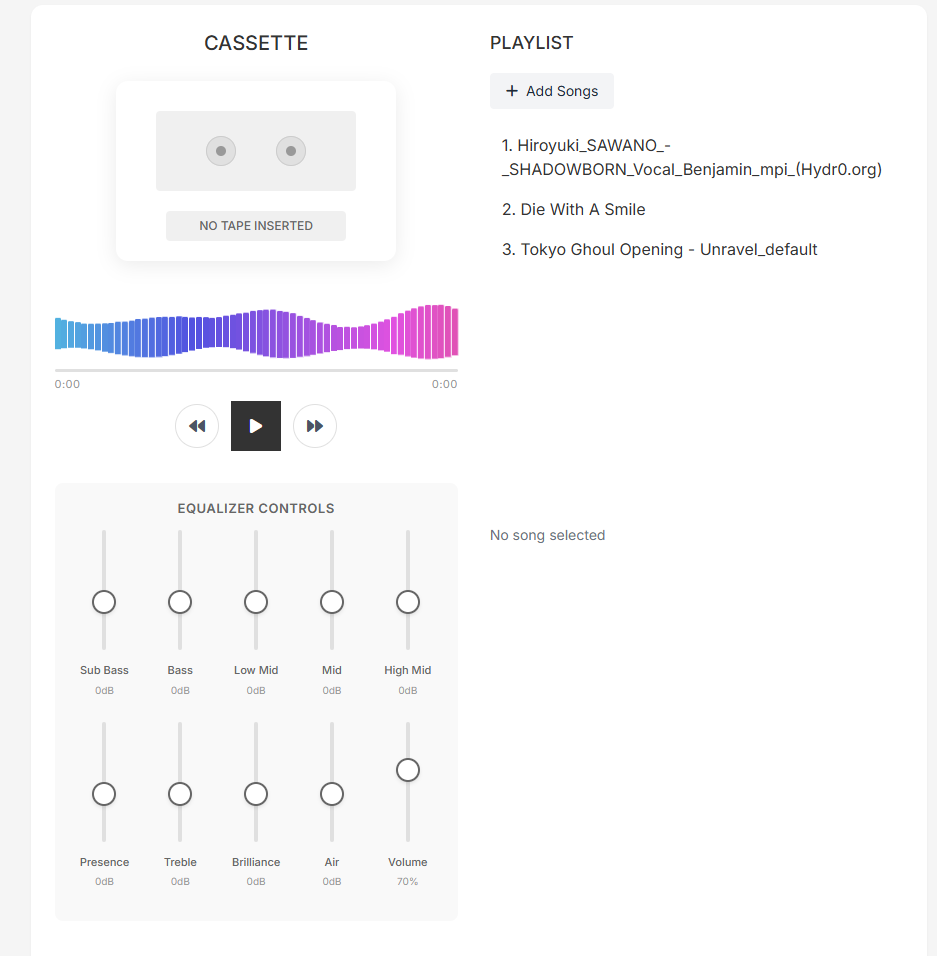 CASSETTE
NO TAPE INSERTED
0:00
0:00
EQUALIZER CONTROLS
Sub Bass
Bass
Low Mid
Mid
High Mid
0dB
0dB
0dB
0dB
0dB
Presence
Treble
Brilliance
Air
Volume
0dB
0dB
0dB
0dB
70%
PLAYLIST
+ Add Songs
1. Hiroyuki_SAWANO_-
_SHADOWBORN_Vocal_Benjamin_mpi_(Hydr0.org)
2. Die With A Smile
3. Tokyo Ghoul Opening - Unravel_default
No song selected